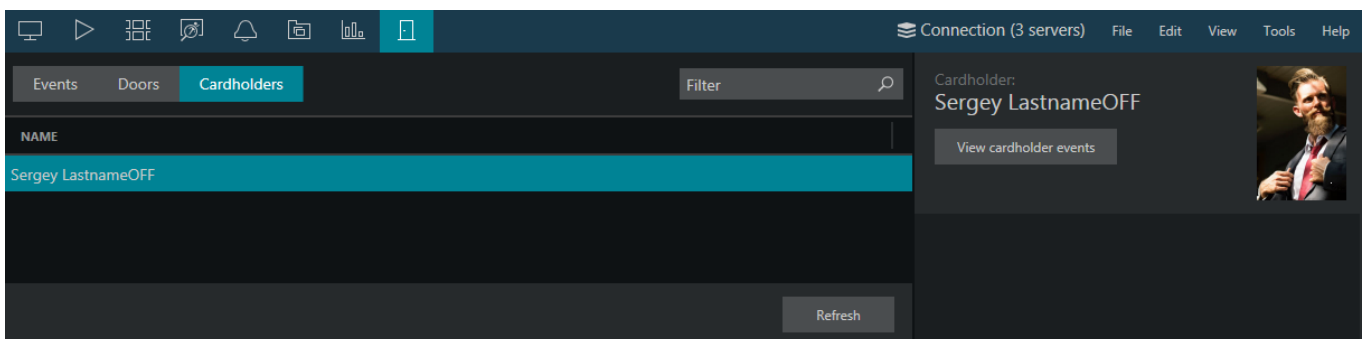 Connection (3 servers) File Edit View Tools Help
Events Doors Cardholders Filter
NAME
Sergey LastnameOFF
Refresh
Cardholder:
Sergey LastnameOFF
View cardholder events